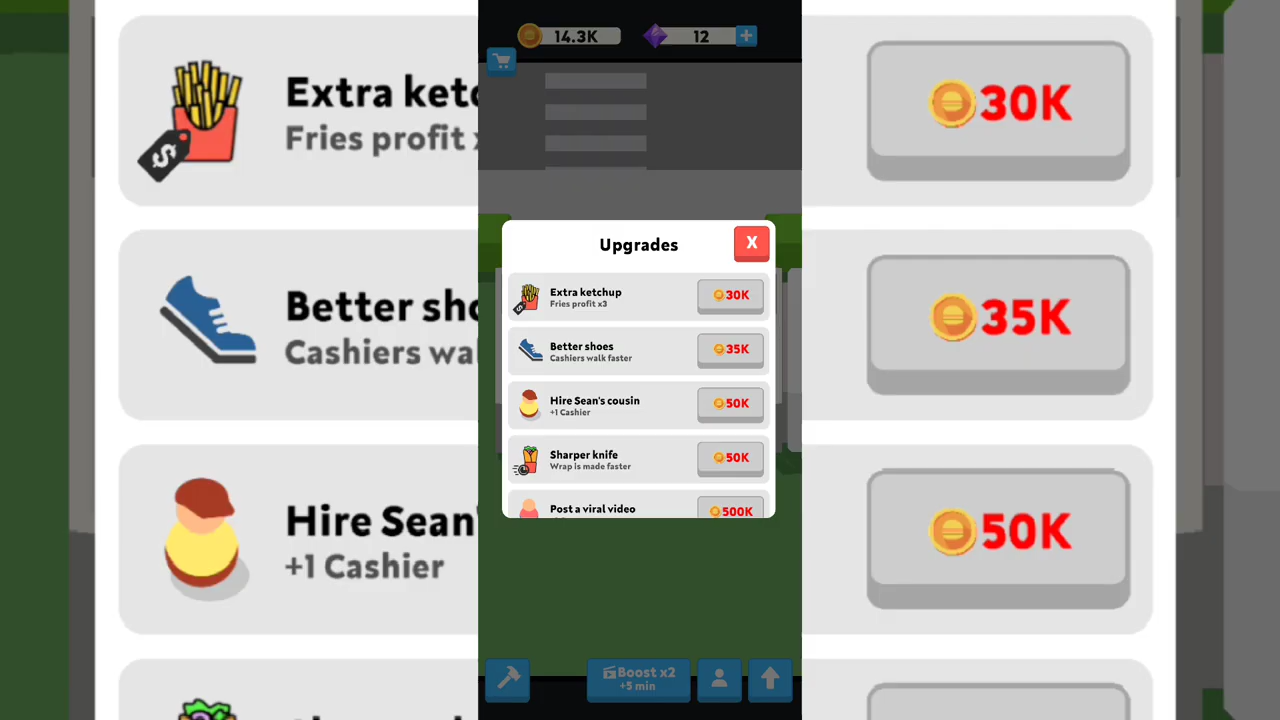 14.3K
12
+
Upgrades
X
Extra ketchup
Fries profit x3
30K
Better shoes
Cashiers walk faster
35K
Hire Sean's cousin
+1 Cashier
50K
Sharper knife
Wrap is made faster
50K
Post a viral video
500K
Boost x2
+5 min
Extra ketc
Fries profit x
$
30K
Better sho
Cashiers wa
35K
Hire Sean'
+1 Cashier
50K